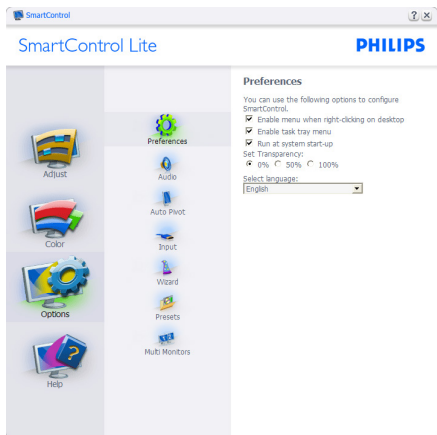 SmartControl
SmartControl Lite
PHILIPS
Adjust
Color
Options
Help
Preferences
Audio
Auto Pivot
Input
Wizard
Presets
Multi Monitors
Preferences
You can use the following options to configure
SmartControl.
Enable menu when right-clicking on desktop
Enable task tray menu
Run at system start-up
Set Transparency:
0% 50% 100%
Select language:
English